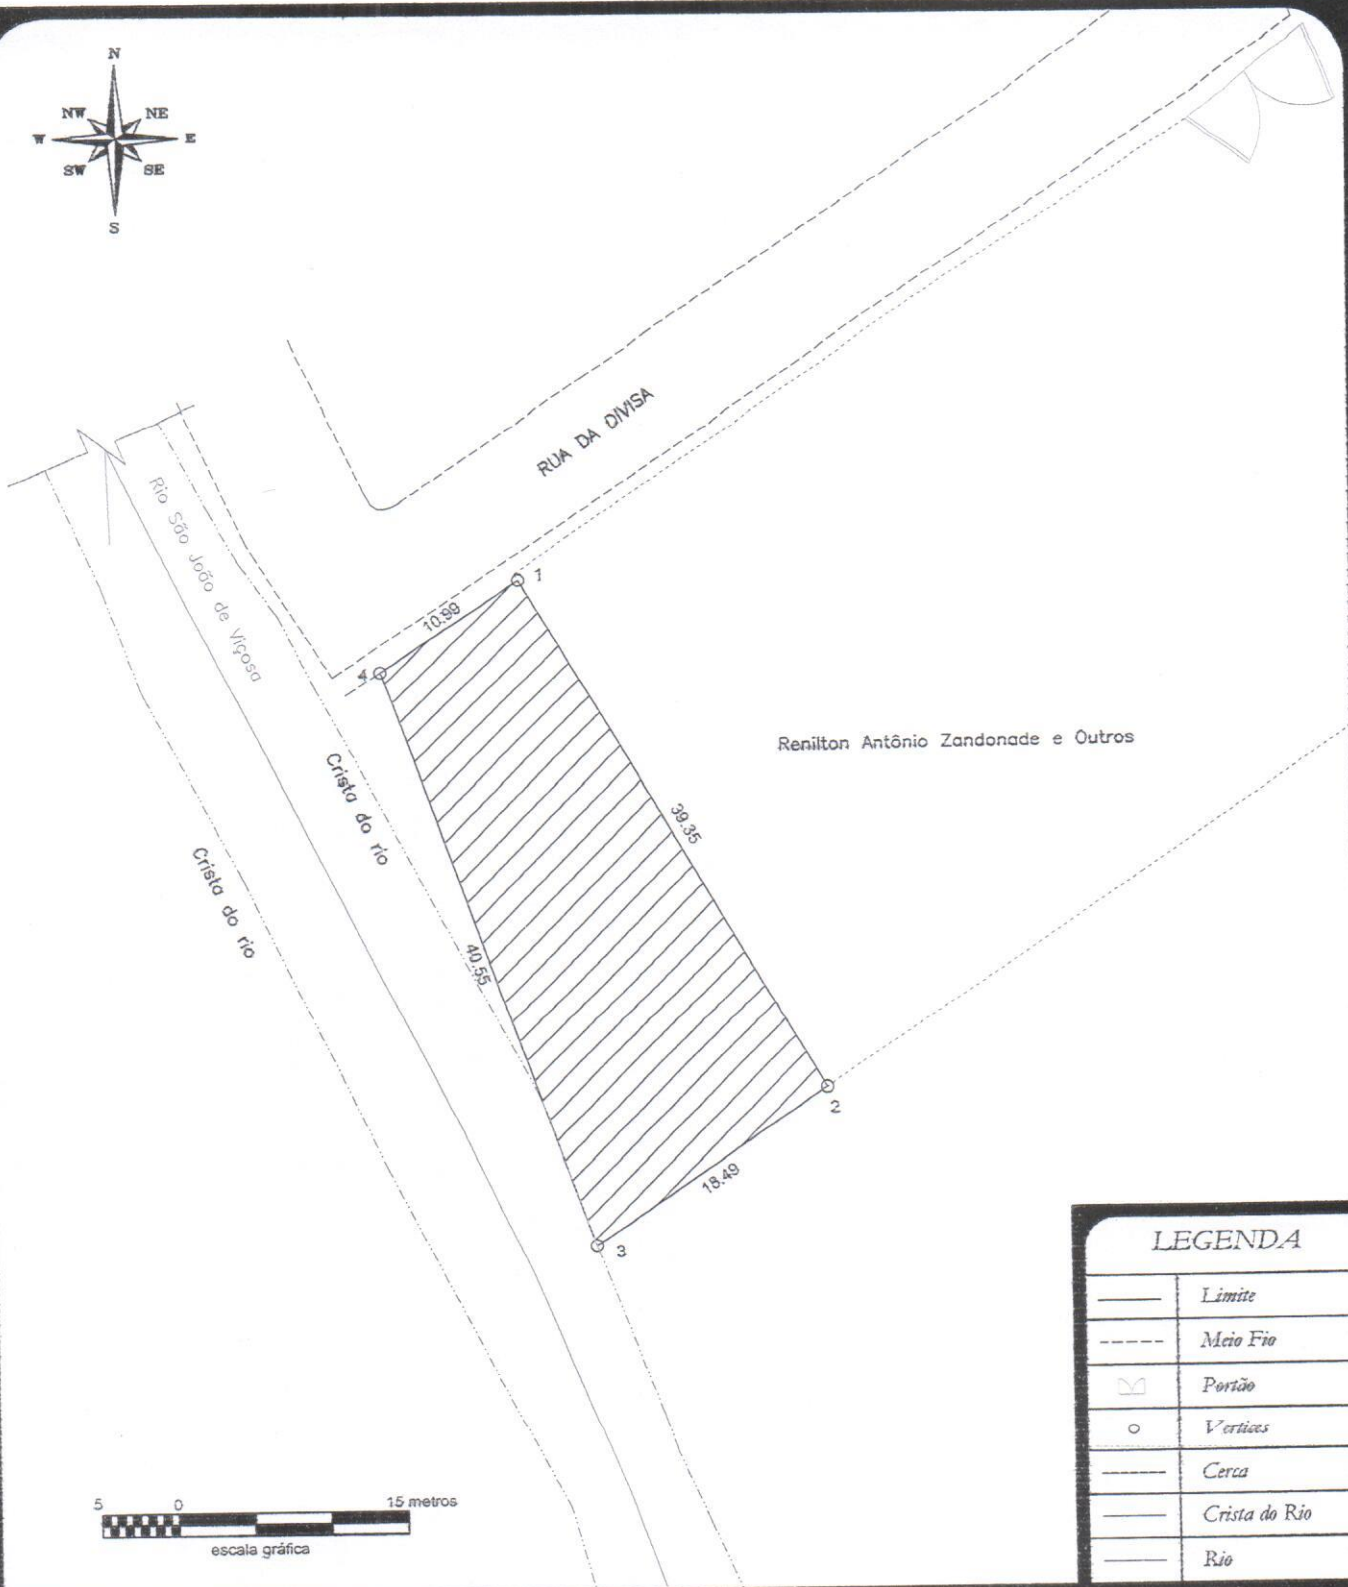 N
NW NE
W E
SW SE
S
RUA DA DIVISA
Rio São João de Viçosa
1
10.99
4
Crista do rio
Renilton Antônio Zandonade e Outros
39.35
Crista do rio
40.55
2
18.49
3
LEGENDA
Limite
Meio Fio
Portão
Vertices
Cerca
Crista do Rio
Rio
5 0 15 metros
escala gráfica